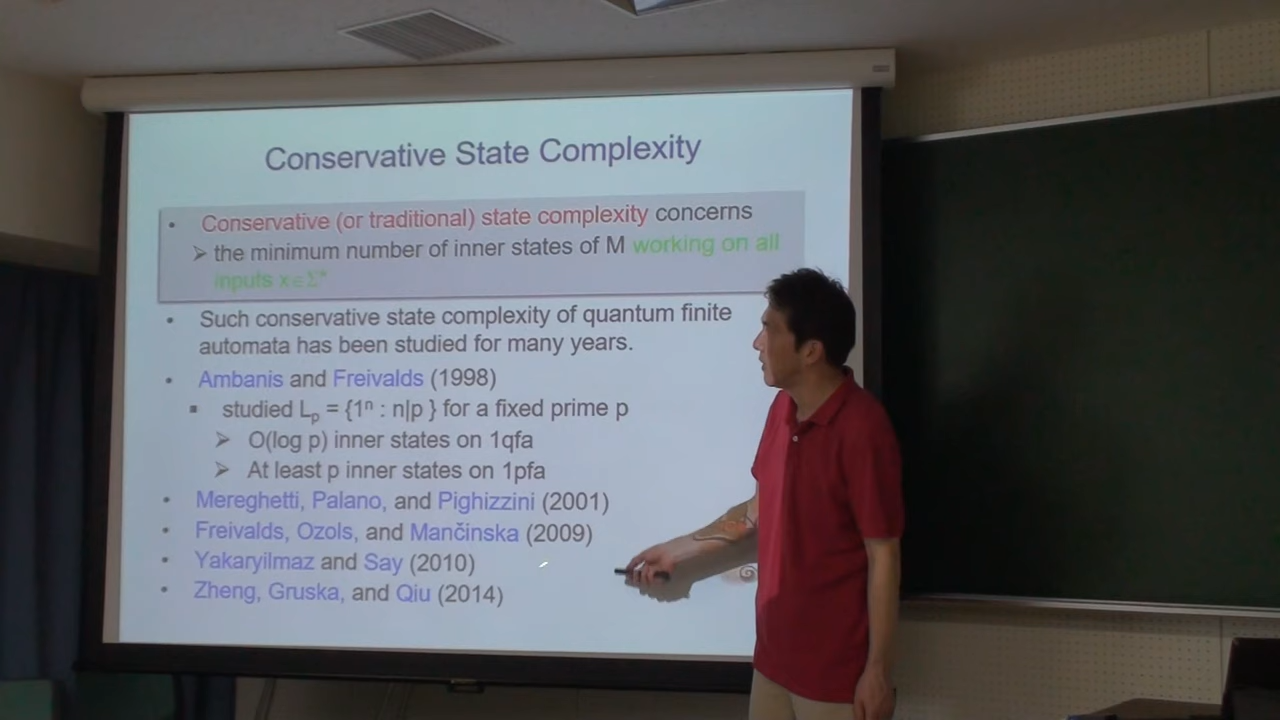 Conservative State Complexity
• Conservative (or traditional) state complexity concerns
➢ the minimum number of inner states of M working on all
inputs x∈Σ*
• Such conservative state complexity of quantum finite
automata has been studied for many years.
• Ambanis and Freivalds (1998)
▪ studied Lₚ = {1ⁿ : n|p } for a fixed prime p
➢ O(log p) inner states on 1qfa
➢ At least p inner states on 1pfa
• Mereghetti, Palano, and Pighizzini (2001)
• Freivalds, Ozols, and Mančinska (2009)
• Yakaryilmaz and Say (2010)
• Zheng, Gruska, and Qiu (2014)